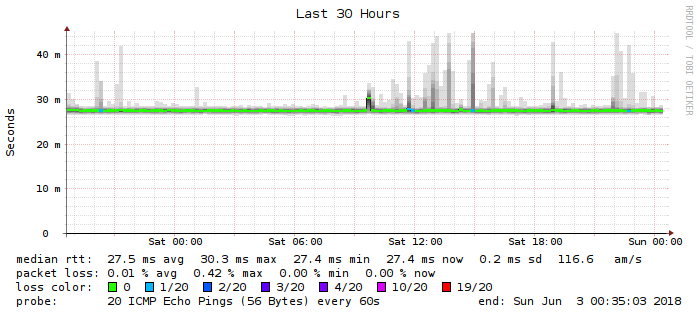 Last 30 Hours
RRDTOOL / TOBI OETIKER
Seconds
40 m
30 m
20 m
10 m
0
Sat 00:00 Sat 06:00 Sat 12:00 Sat 18:00 Sun 00:00
median rtt: 27.5 ms avg 30.3 ms max 27.4 ms min 27.4 ms now 0.2 ms sd 116.6 am/s
packet loss: 0.01 % avg 0.42 % max 0.00 % min 0.00 % now
loss color: 0 1/20 2/20 3/20 4/20 10/20 19/20
probe: 20 ICMP Echo Pings (56 Bytes) every 60s end: Sun Jun 3 00:35:03 2018